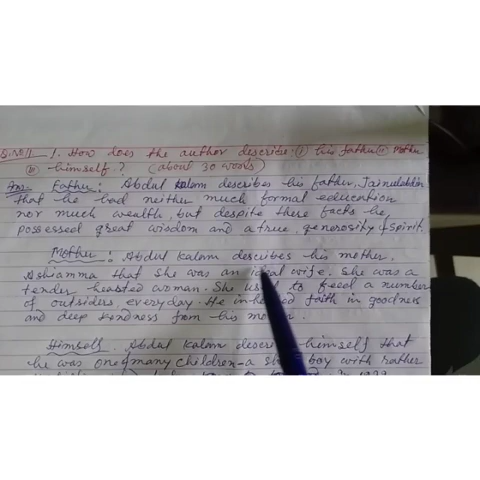 Q.No.1 1. How does the author describe: (i) his father (ii) Mother
(b) himself? (about 30 words)
Ans. Father: Abdul Kalam describes his father, Jainulabdin
that he had neither much formal education
nor much wealth, but despite these facts he
possessed great wisdom and a true generosity of spirit.
Mother: Abdul Kalam describes his mother,
Ashiamma that she was an ideal wife. She was a
tender hearted woman. She used to feed a number
of outsiders everyday. He inherited faith in goodness
and deep kindness from his mother.
Himself. Abdul Kalam describes himself that
he was one of many children-a short boy with rather